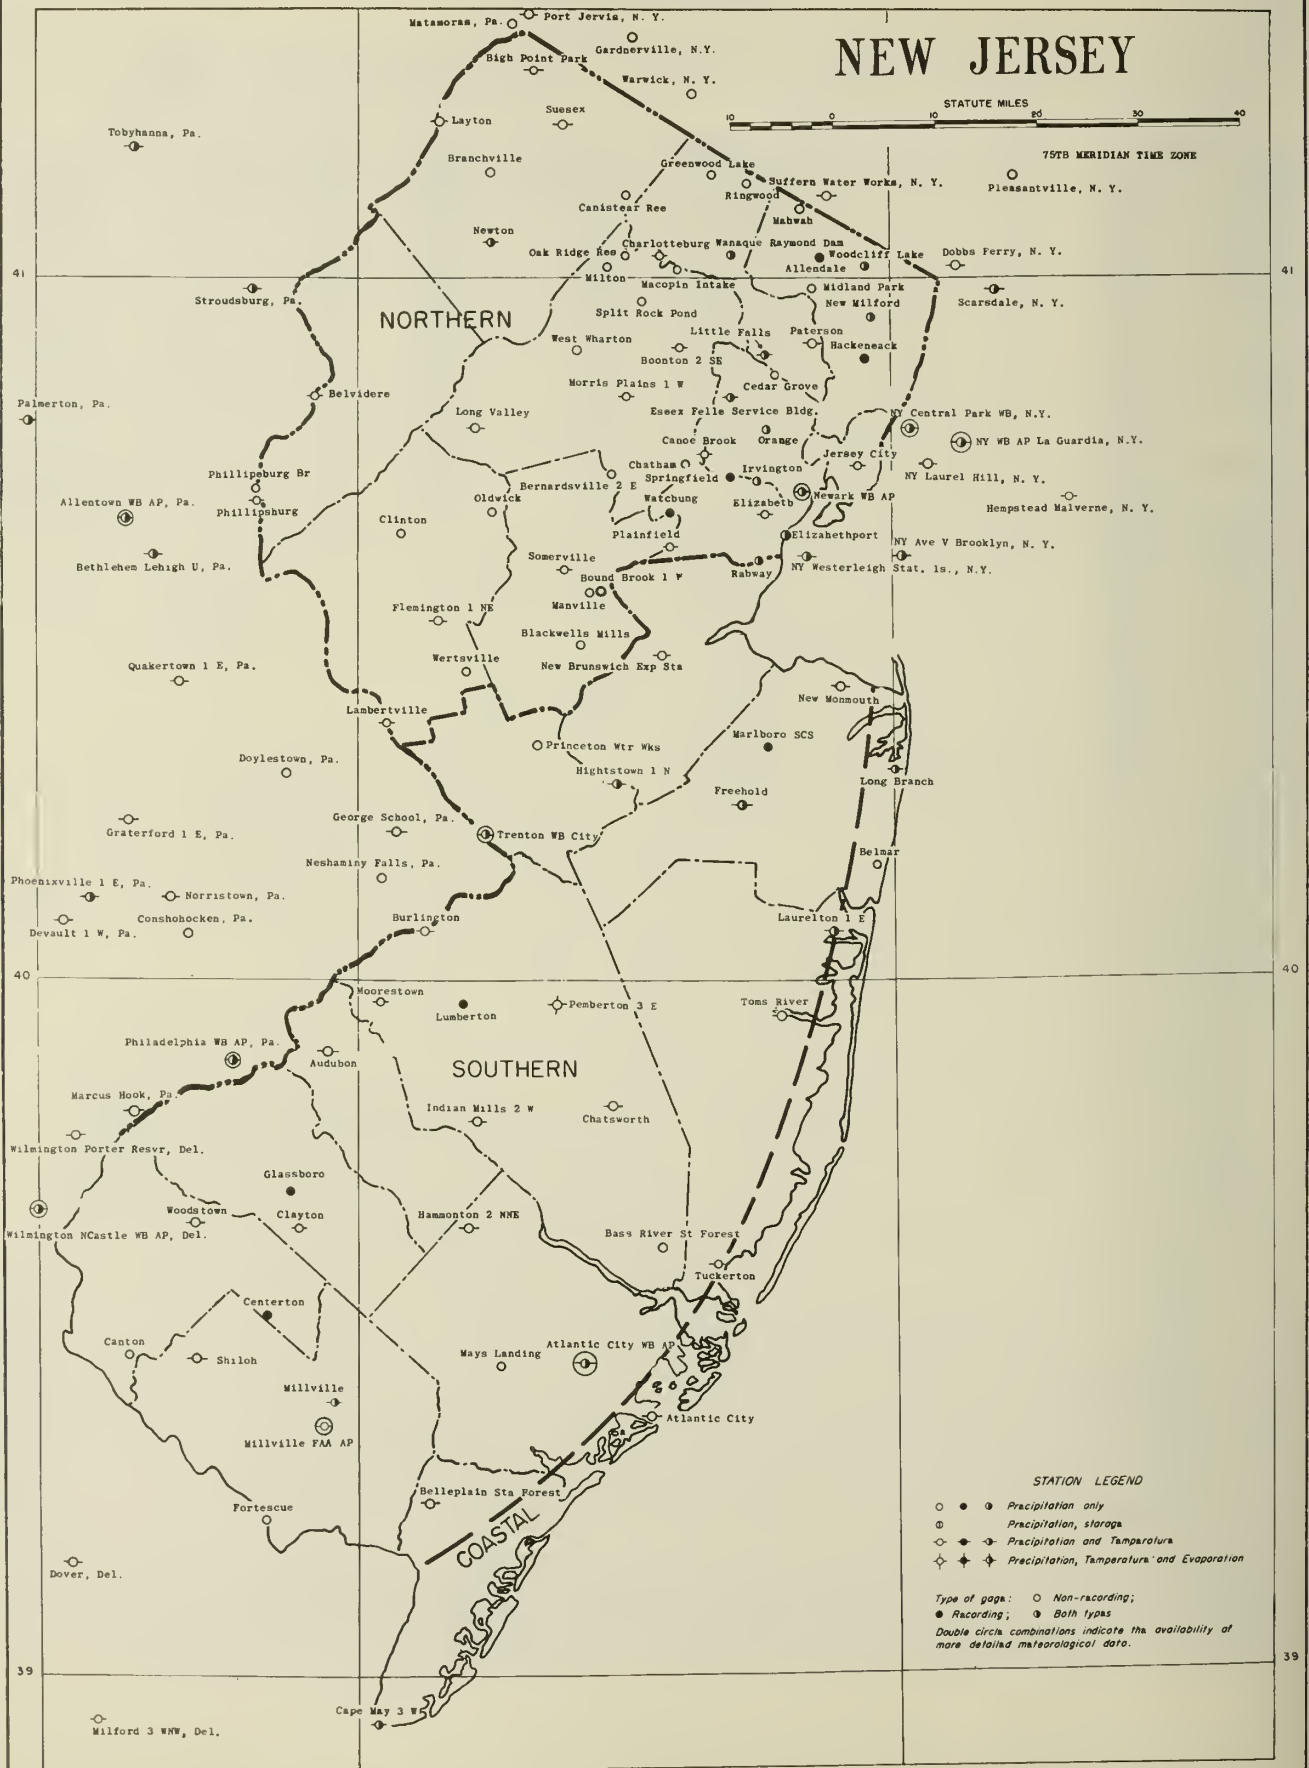 NEW JERSEY
STATUTE MILES
10 0 10 20 30 40
75TB MERIDIAN TIME ZONE
Matamoras, Pa.
Port Jervis, N. Y.
Gardnerville, N.Y.
Bigh Point Park
Warwick, N. Y.
Tobyhanna, Pa.
Layton
Suesex
Branchville
Greenwood Lake
Suffern Water Works, N. Y.
Pleasantville, N. Y.
Ringwood
Canistear Ree
Mahwah
Newton
Oak Ridge Res
Charlotteburg
Wanaque Raymond Dam
Woodcliff Lake
Dobbs Ferry, N. Y.
Milton
Allendale
41
41
Macopin Intake
Midland Park
Stroudsburg, Pa.
New Milford
Scarsdale, N. Y.
NORTHERN
Split Rock Pond
Little Falls
Paterson
West Wharton
Hackeneack
Boonton 2 SE
Morris Plains 1 W
Cedar Grove
Belvidere
Palmerton, Pa.
Long Valley
Essex Felle Service Bldg.
NY Central Park WB, N.Y.
Canoe Brook
Orange
NY WB AP La Guardia, N.Y.
Jersey City
Chatham
Irvington
Phillipeburg Br
Springfield
NY Laurel Hill, N. Y.
Bernardsville 2 E
Allentown WB AP, Pa.
Oldwick
Watchung
Newark WB AP
Phillipshurg
Elizabetb
Hempstead Malverne, N. Y.
Clinton
Plainfield
Elizahethport
NY Ave V Brooklyn, N. Y.
Somerville
Bethlehem Lehigh U, Pa.
Rabway
NY Westerleigh Stat. Is., N.Y.
Bound Brook 1 W
Flemington 1 NE
Manville
Blackwells Mills
Quakertown 1 E, Pa.
Wertsville
New Brunswick Exp Sta
New Monmouth
Lambertville
Marlboro SCS
Princeton Wtr Wks
Doylestown, Pa.
Hightstown 1 N
Long Branch
Freehold
George School, Pa.
Graterford 1 E, Pa.
Trenton WB City
Belmar
Neshaminy Falls, Pa.
Phoenixville 1 E, Pa.
Norristown, Pa.
Conshohocken, Pa.
Burlington
Laurelton 1 E
Devault 1 W, Pa.
40
40
Moorestown
Lumberton
Pemberton 3 E
Toms River
Philadelphia WB AP, Pa.
Audubon
SOUTHERN
Marcus Hook, Pa.
Indian Mills 2 W
Chatsworth
Wilmington Porter Resvr, Del.
Glassboro
Woodstown
Clayton
Hammonton 2 NNE
Wilmington NCastle WB AP, Del.
Bass River St Forest
Tuckerton
Centerton
Canton
Shiloh
Mays Landing
Atlantic City WB AP
Millville
Atlantic City
Millville FAA AP
Belleplain Sta Forest
Fortescue
COASTAL
Dover, Del.
39
39
Cape May 3 W
Milford 3 WNW, Del.
STATION LEGEND
Precipitation only
Precipitation, storage
Precipitation and Temperature
Precipitation, Temperature and Evaporation
Type of gage: Non-recording;
Recording; Both types
Double circle combinations indicate the availability of
more detailed meteorological data.